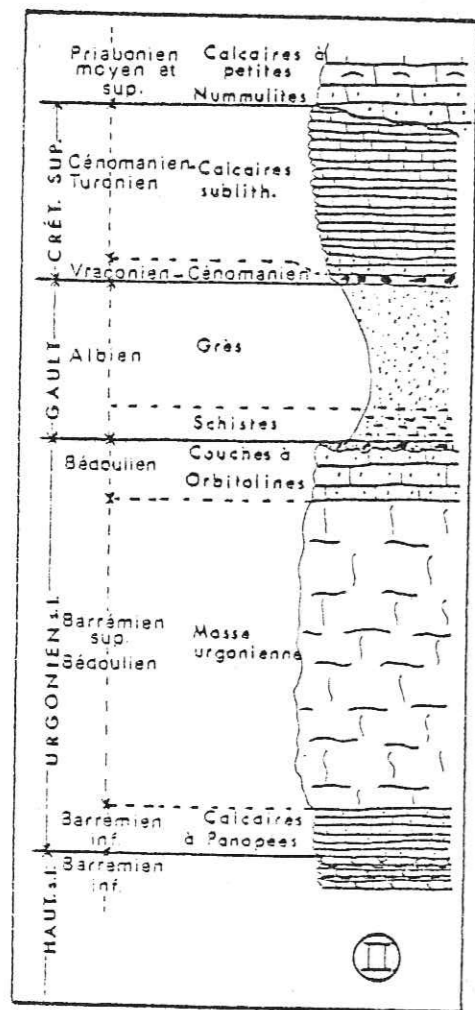 Priabonien
moyen et
sup.
Calcaires à
petites
Nummulites
CRÉT. SUP.
Cénomanien-
Turonien
Calcaires
sublith.
Vraconien-Cénomanien
GAULT
Albien
Grès
Schistes
Bédoulien
Couches à
Orbitolines
URGONIEN s.l.
Barrémien
sup.
Bédoulien
Masse
urgonienne
Barrémien
inf.
Calcaires
à Panopées
HAUT. s.l.
Barrémien
inf.
II